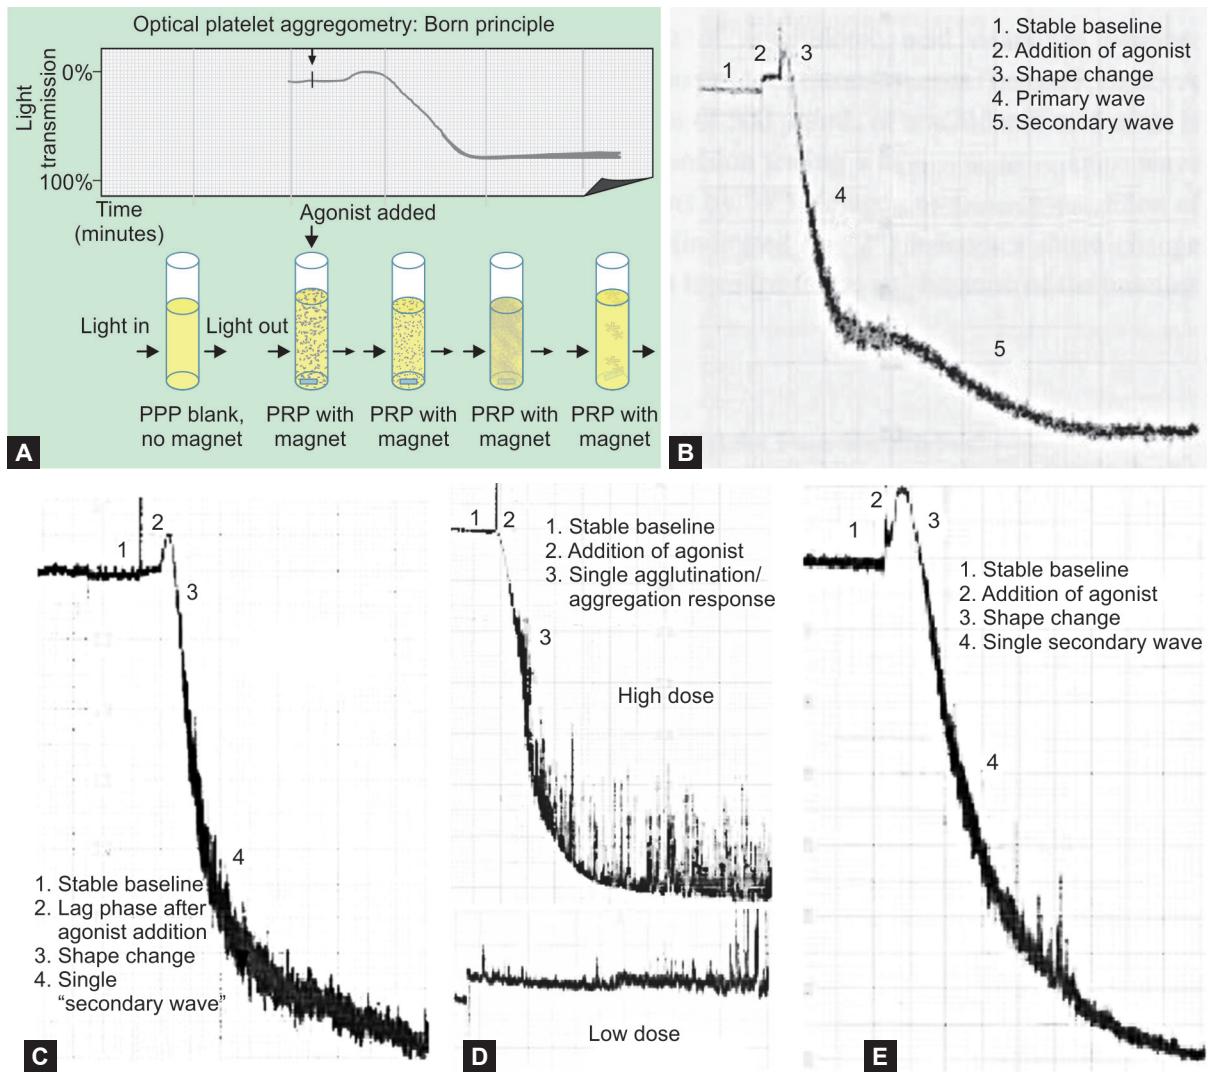 Optical platelet aggregometry: Born principle
Light
transmission
0%
100%
Time
(minutes)
Agonist added
Light in
Light out
PPP blank,
no magnet
PRP with
magnet
PRP with
magnet
PRP with
magnet
PRP with
magnet
A
1. Stable baseline
2. Addition of agonist
3. Shape change
4. Primary wave
5. Secondary wave
1
2
3
4
5
B
1
2
3
4
1. Stable baseline
2. Lag phase after
agonist addition
3. Shape change
4. Single
“secondary wave”
C
1
2
1. Stable baseline
2. Addition of agonist
3. Single agglutination/
aggregation response
3
High dose
Low dose
D
1
2
3
1. Stable baseline
2. Addition of agonist
3. Shape change
4. Single secondary wave
4
E